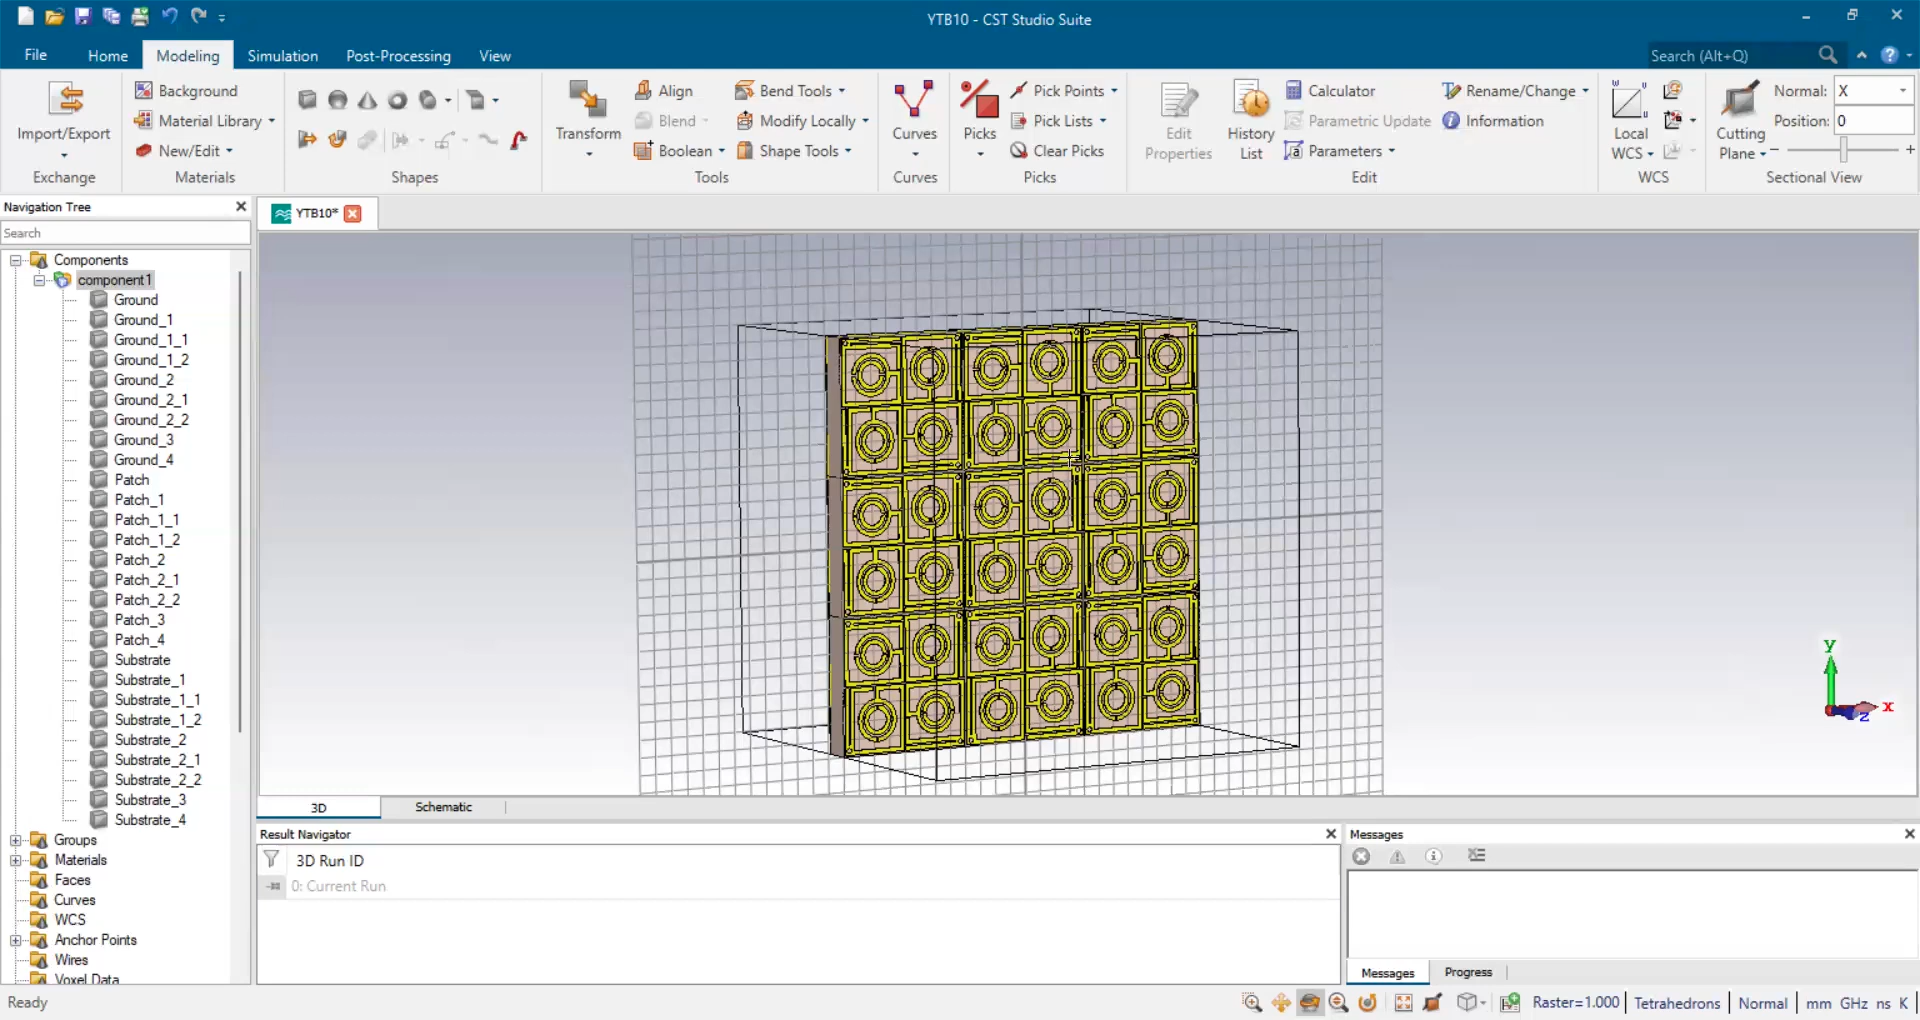 YTB10 - CST Studio Suite
File
Home
Modeling
Simulation
Post-Processing
View
Search (Alt+Q)
Import/Export
Exchange
Background
Material Library
New/Edit
Materials
Shapes
Transform
Align
Blend
Boolean
Bend Tools
Modify Locally
Shape Tools
Tools
Curves
Curves
Picks
Pick Points
Pick Lists
Clear Picks
Picks
Edit
Properties
History
List
Calculator
Parametric Update
Parameters
Rename/Change
Information
Edit
Local
WCS
WCS
Cutting
Plane
Normal: X
Position: 0
Sectional View
Navigation Tree
Search
Components
component1
Ground
Ground_1
Ground_1_1
Ground_1_2
Ground_2
Ground_2_1
Ground_2_2
Ground_3
Ground_4
Patch
Patch_1
Patch_1_1
Patch_1_2
Patch_2
Patch_2_1
Patch_2_2
Patch_3
Patch_4
Substrate
Substrate_1
Substrate_1_1
Substrate_1_2
Substrate_2
Substrate_2_1
Substrate_2_2
Substrate_3
Substrate_4
Groups
Materials
Faces
Curves
WCS
Anchor Points
Wires
Voxel Data
YTB10*
y
x
z
3D
Schematic
Result Navigator
3D Run ID
0: Current Run
Messages
Messages
Progress
Ready
Raster=1.000
Tetrahedrons
Normal
mm GHz ns K